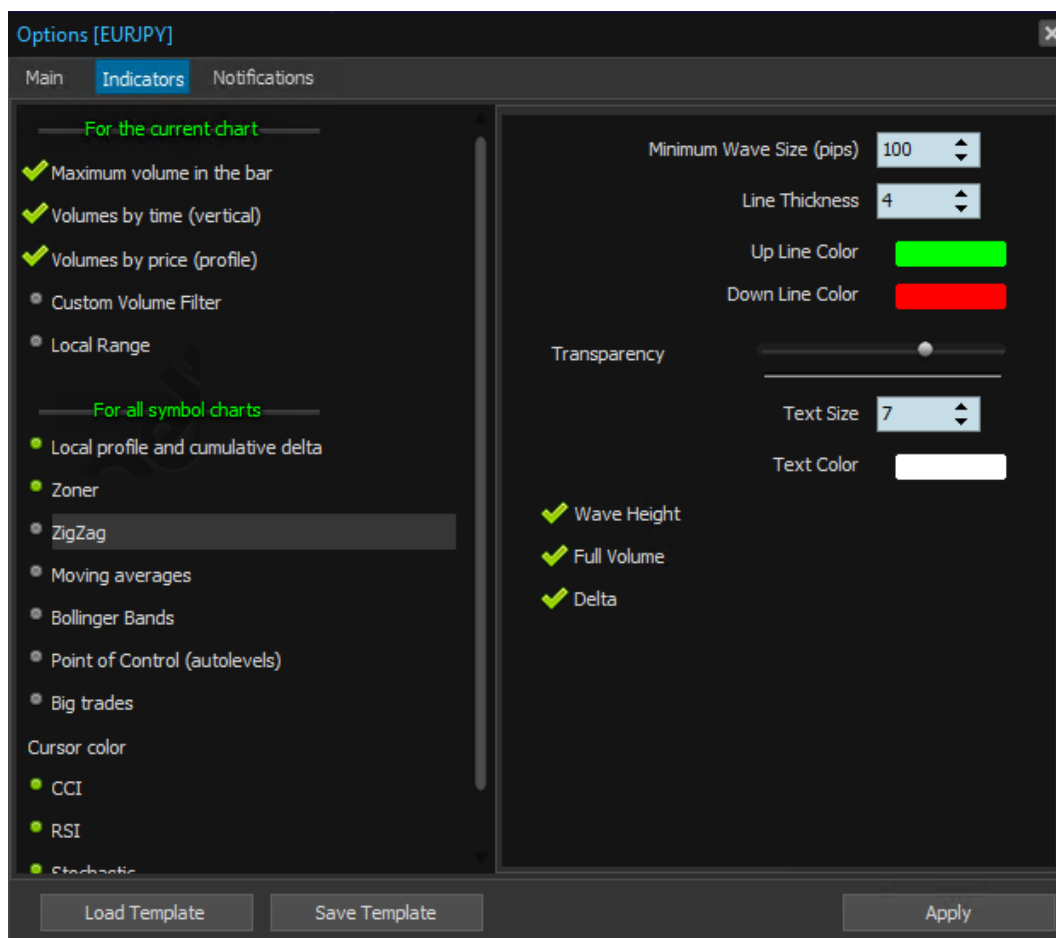 Options [EURJPY]
Main Indicators Notifications
For the current chart
Maximum volume in the bar
Volumes by time (vertical)
Volumes by price (profile)
Custom Volume Filter
Local Range
For all symbol charts
Local profile and cumulative delta
Zoner
ZigZag
Moving averages
Bollinger Bands
Point of Control (autolevels)
Big trades
Cursor color
CCI
RSI
Stochastic
Minimum Wave Size (pips) 100
Line Thickness 4
Up Line Color
Down Line Color
Transparency
Text Size 7
Text Color
Wave Height
Full Volume
Delta
Load Template Save Template Apply